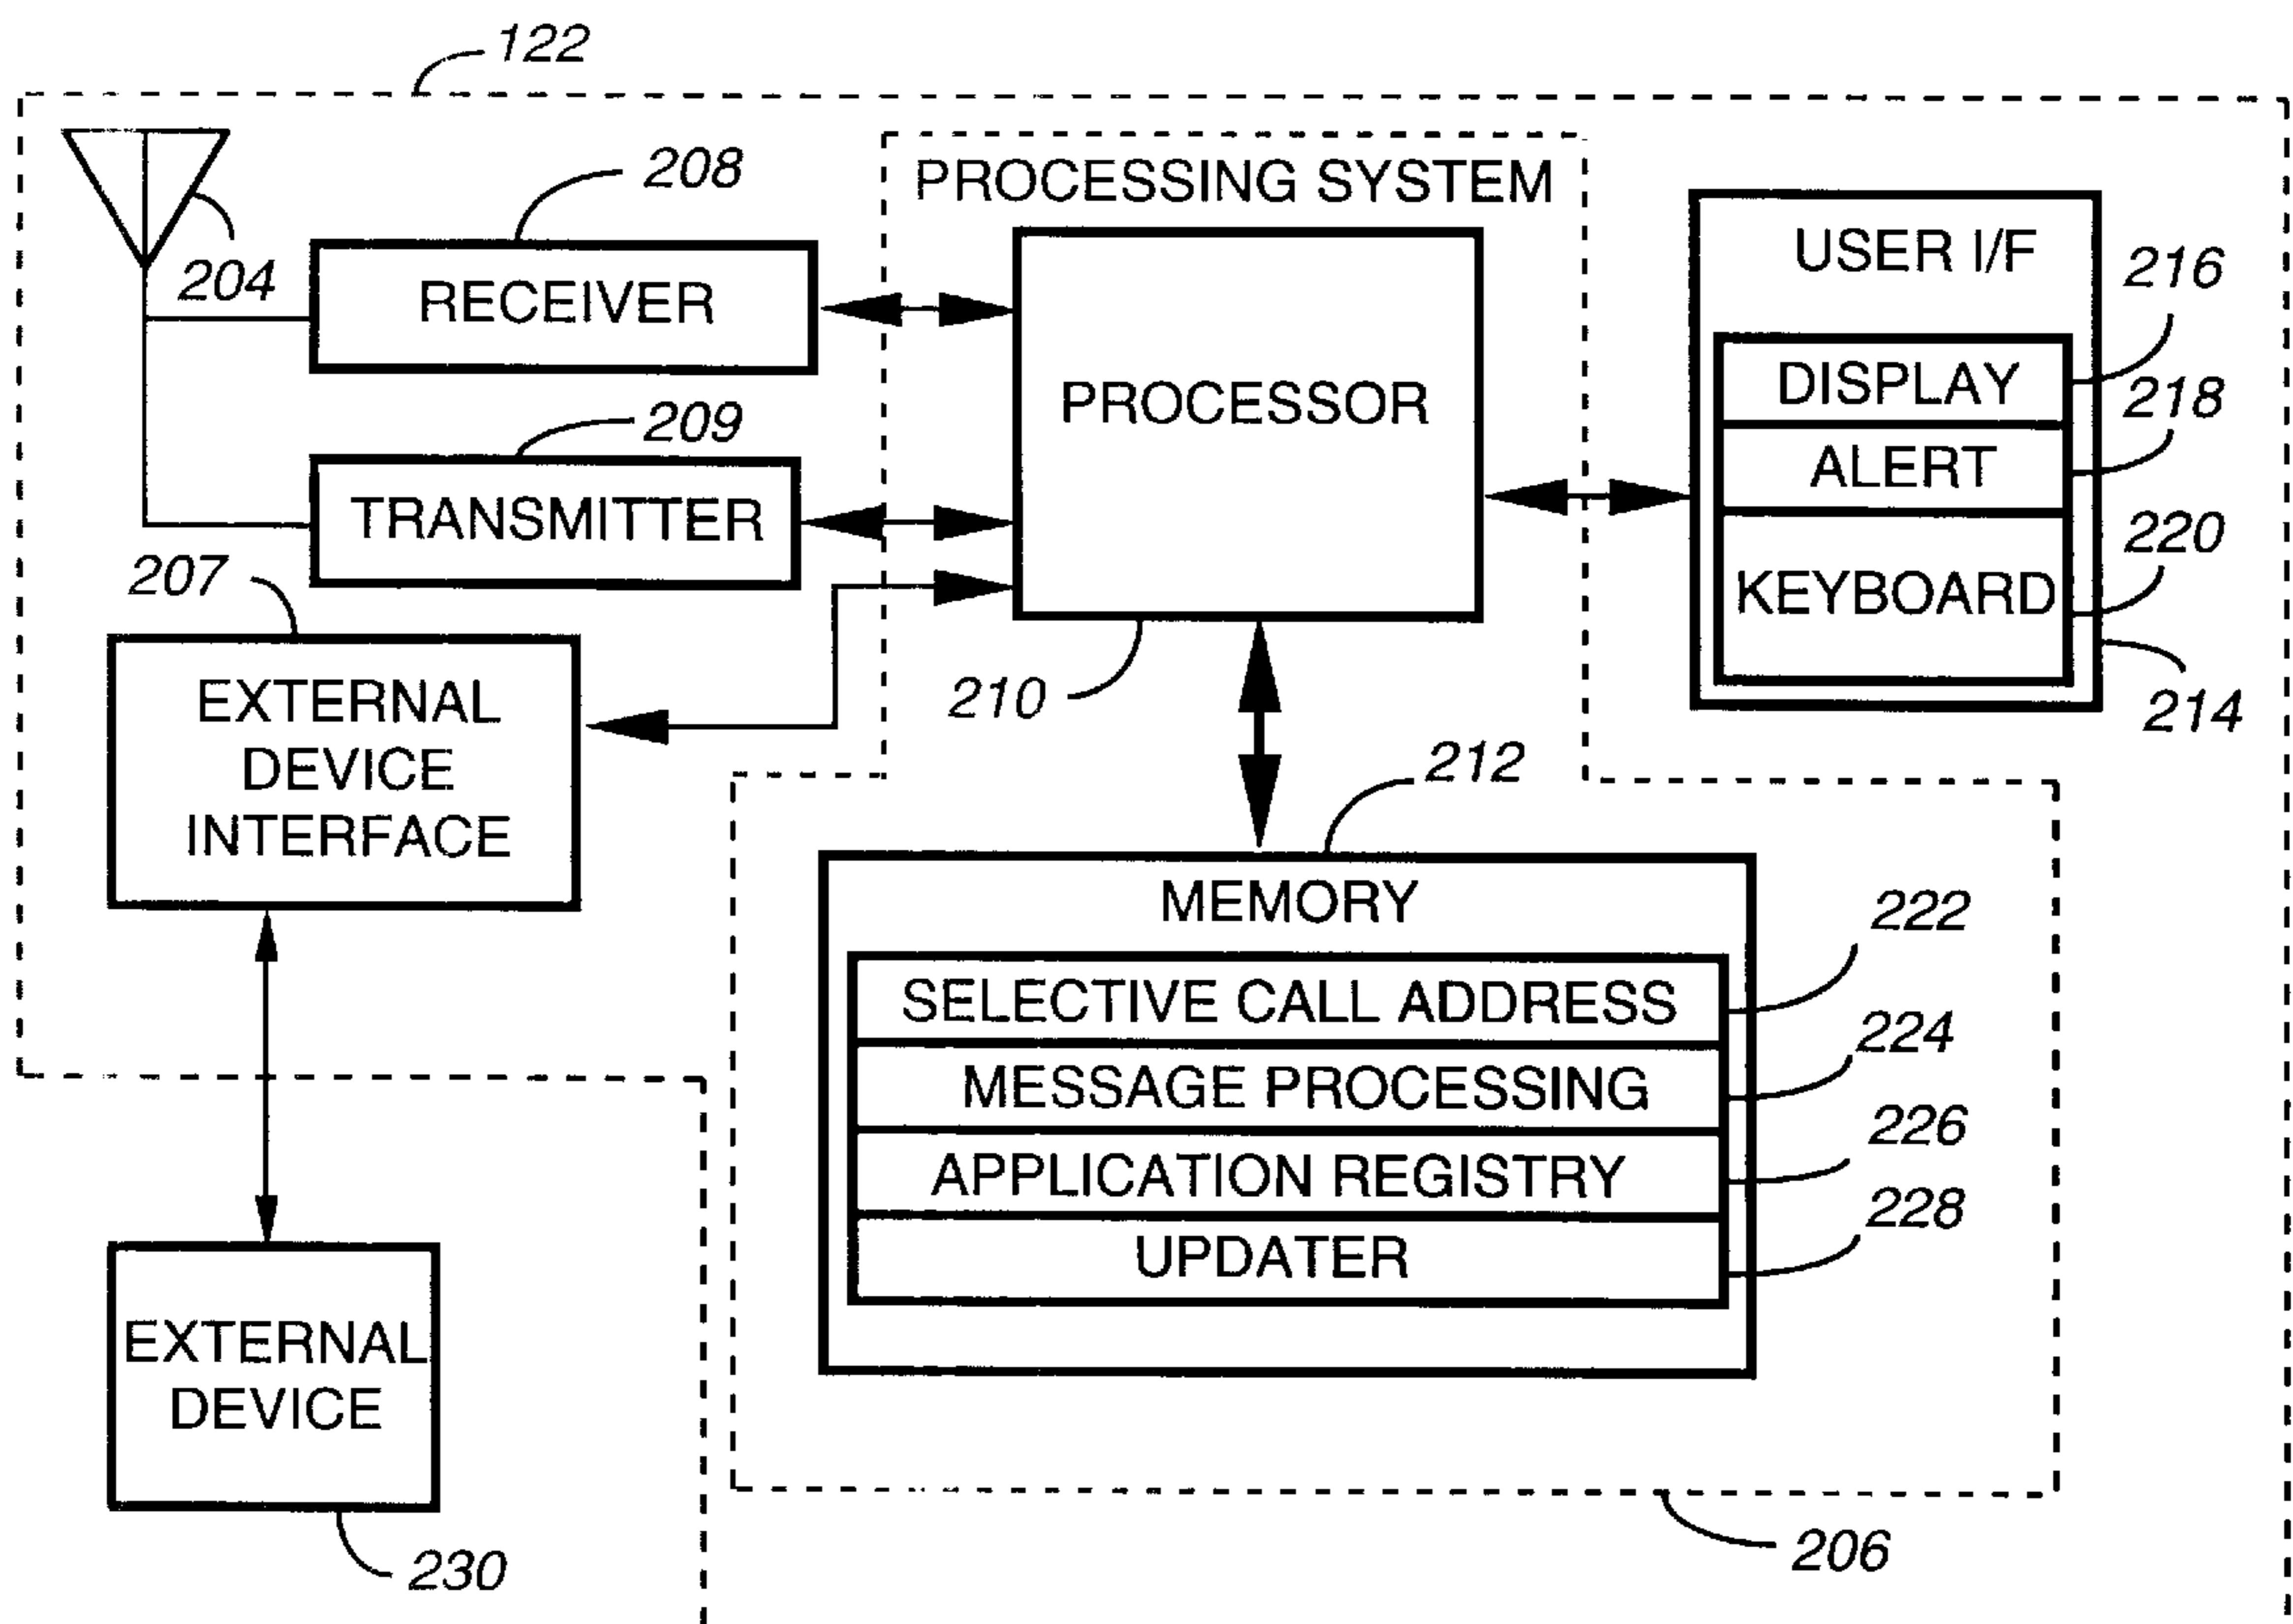 122
PROCESSING SYSTEM
208
204
RECEIVER
209
TRANSMITTER
PROCESSOR
210
USER I/F
DISPLAY
216
ALERT
218
KEYBOARD
220
214
207
EXTERNAL
DEVICE
INTERFACE
212
MEMORY
SELECTIVE CALL ADDRESS
222
MESSAGE PROCESSING
224
APPLICATION REGISTRY
226
UPDATER
228
EXTERNAL
DEVICE
230
206